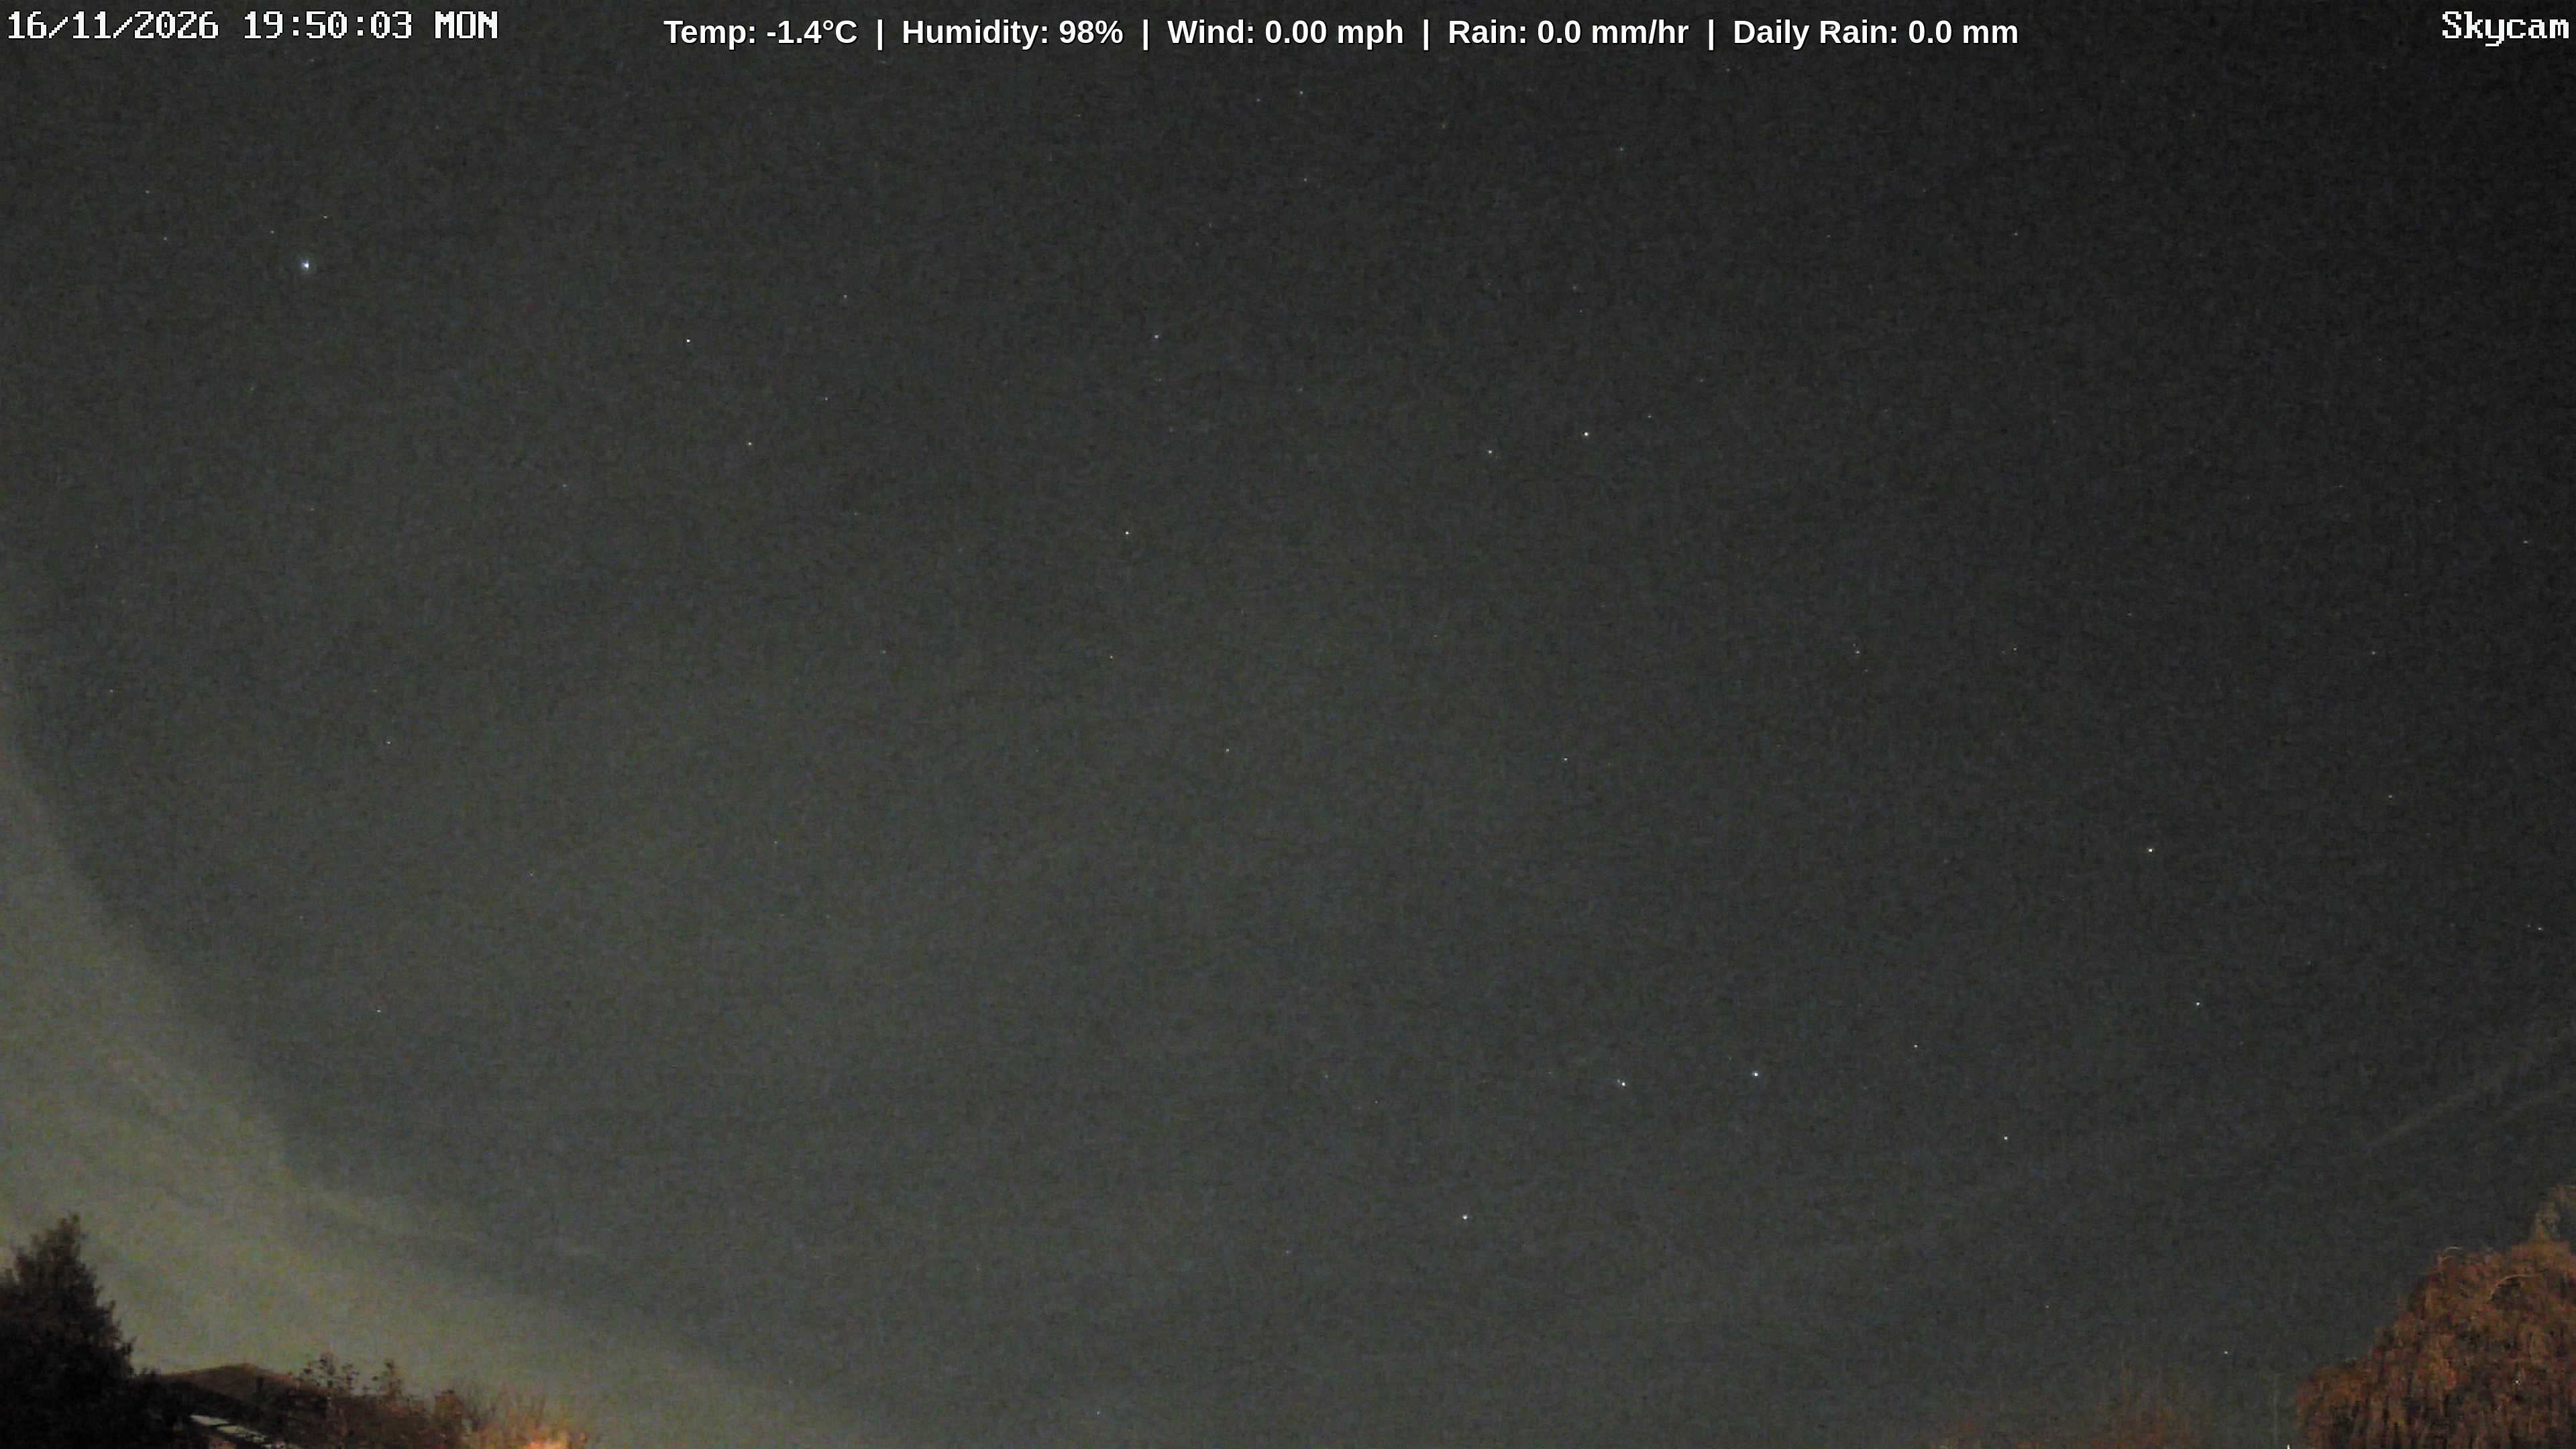 16/11/2026 19:50:03 MON
Temp: -1.4°C | Humidity: 98% | Wind: 0.00 mph | Rain: 0.0 mm/hr | Daily Rain: 0.0 mm
Skycam